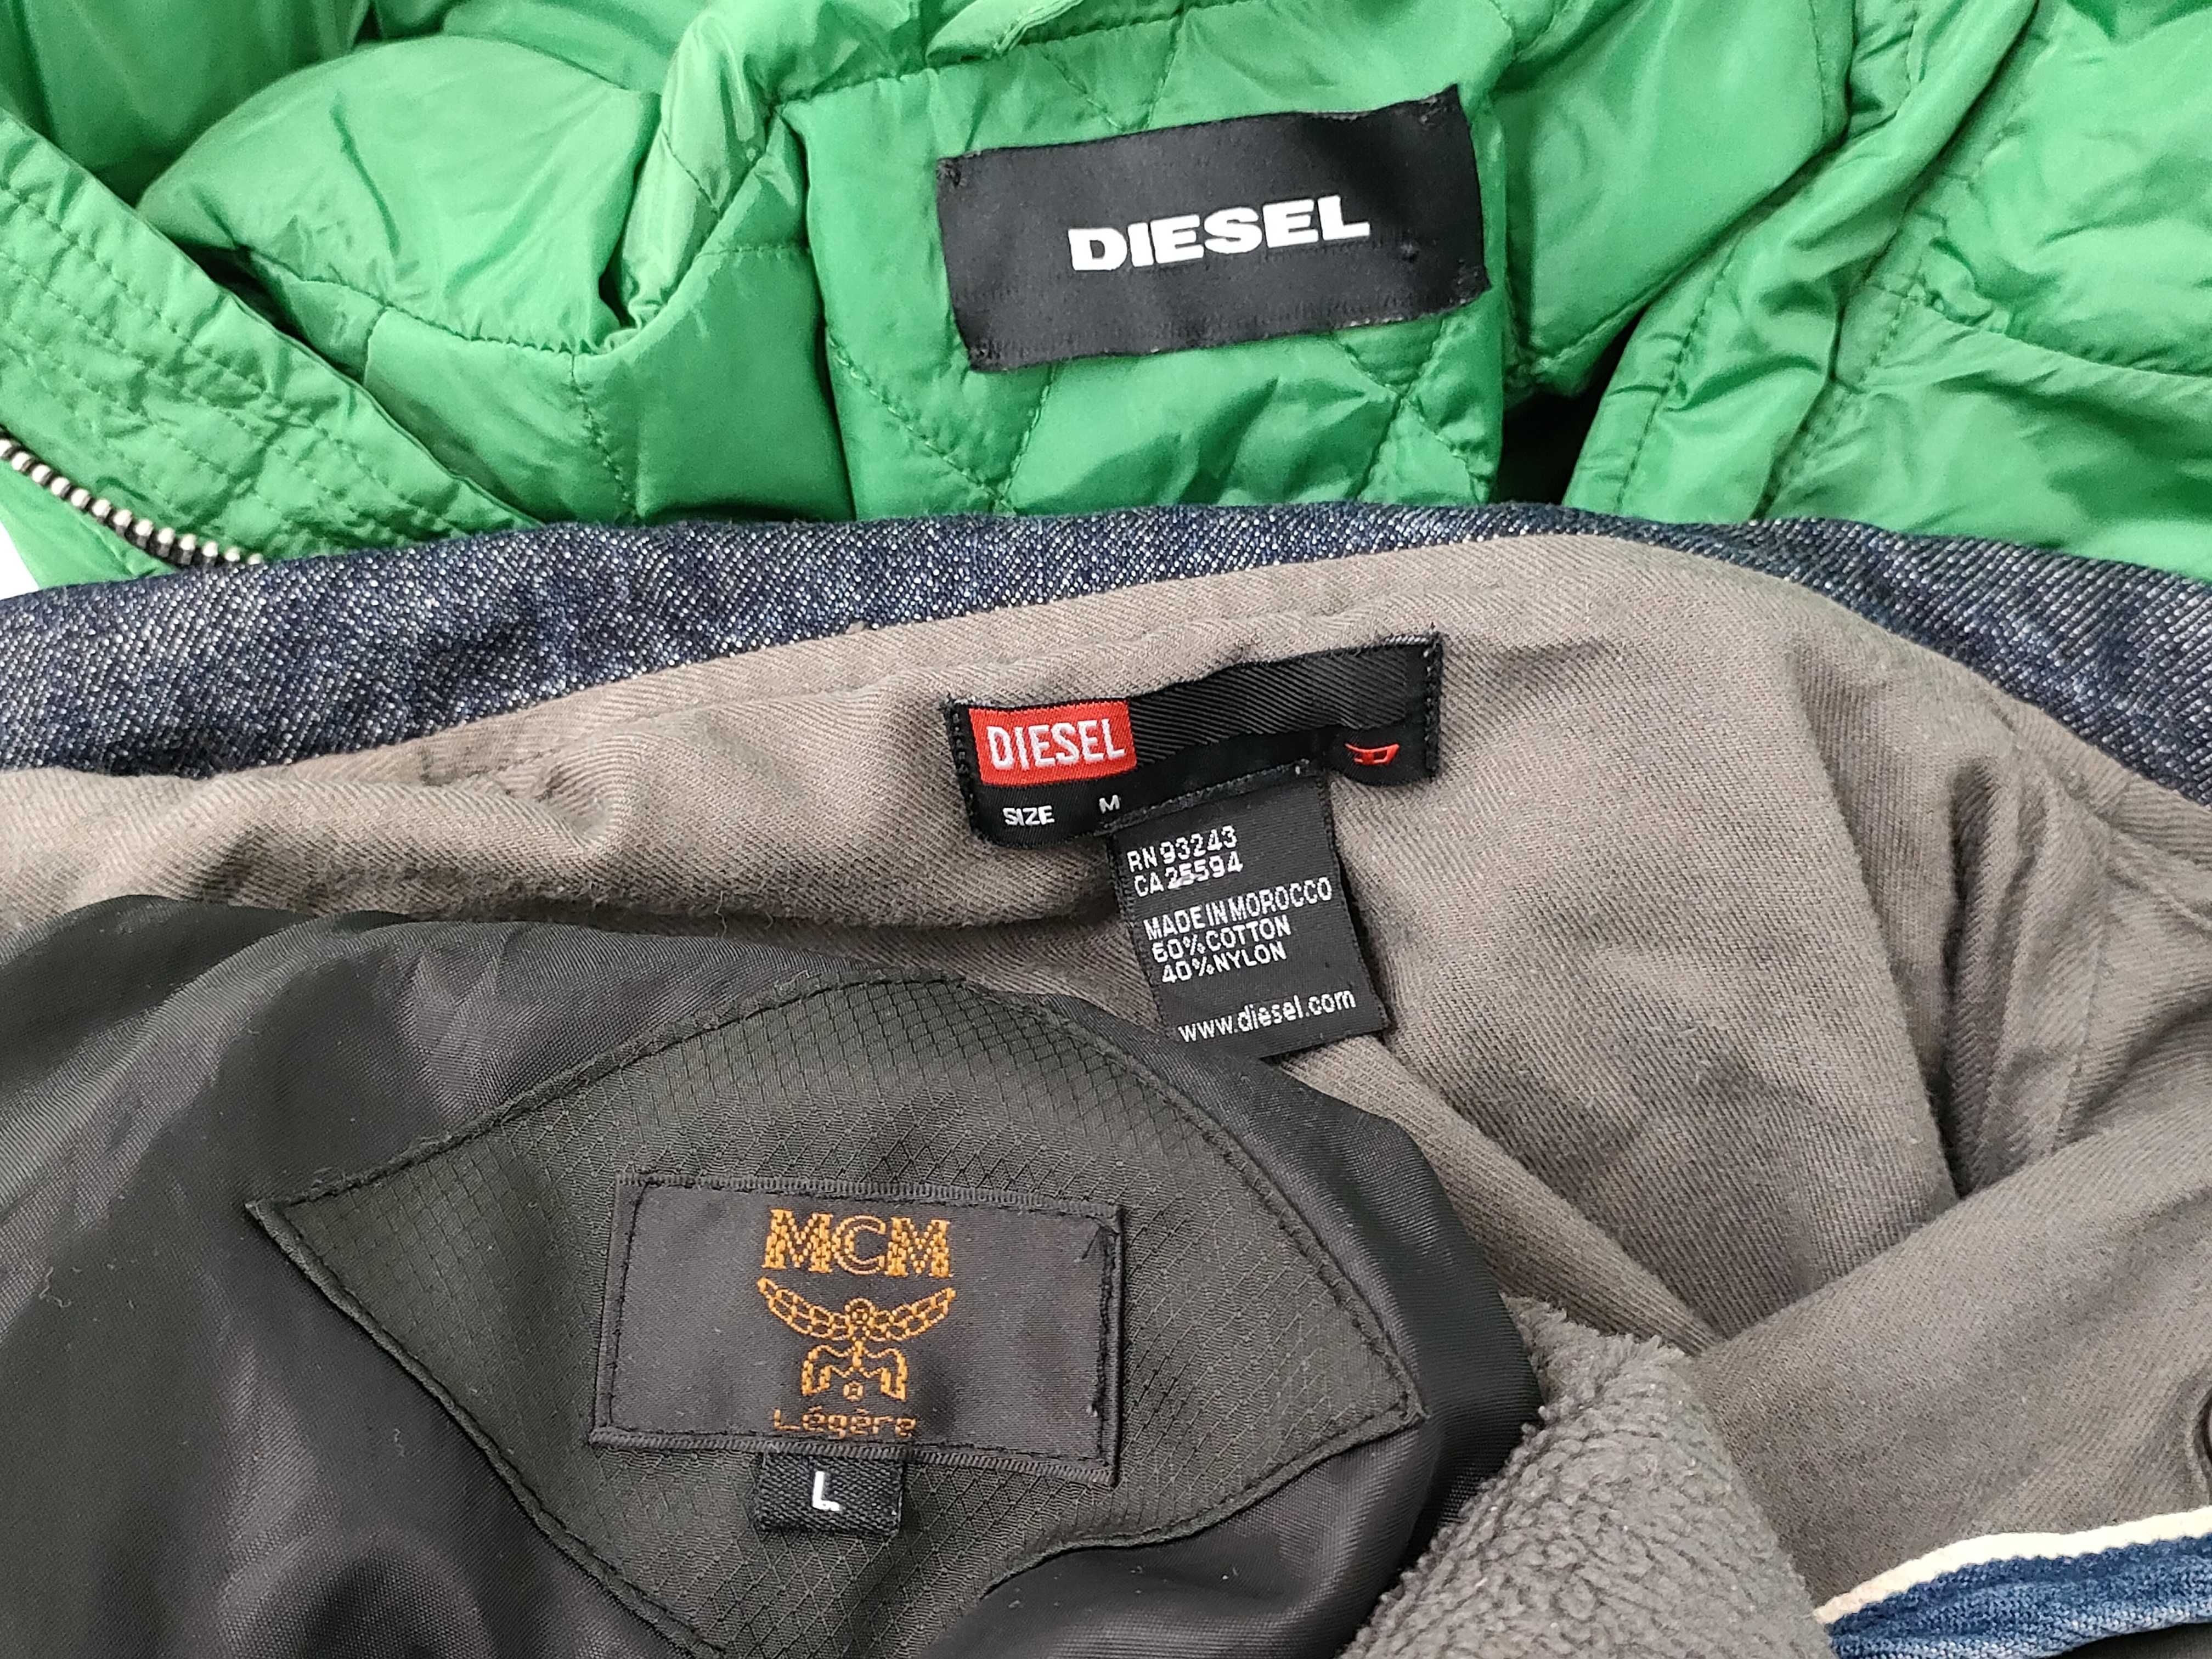 DIESEL
DIESEL
SIZE M
RN 93243
CA 25594
MADE IN MOROCCO
60% COTTON
40% NYLON
www.diesel.com
MCM
Légère
L